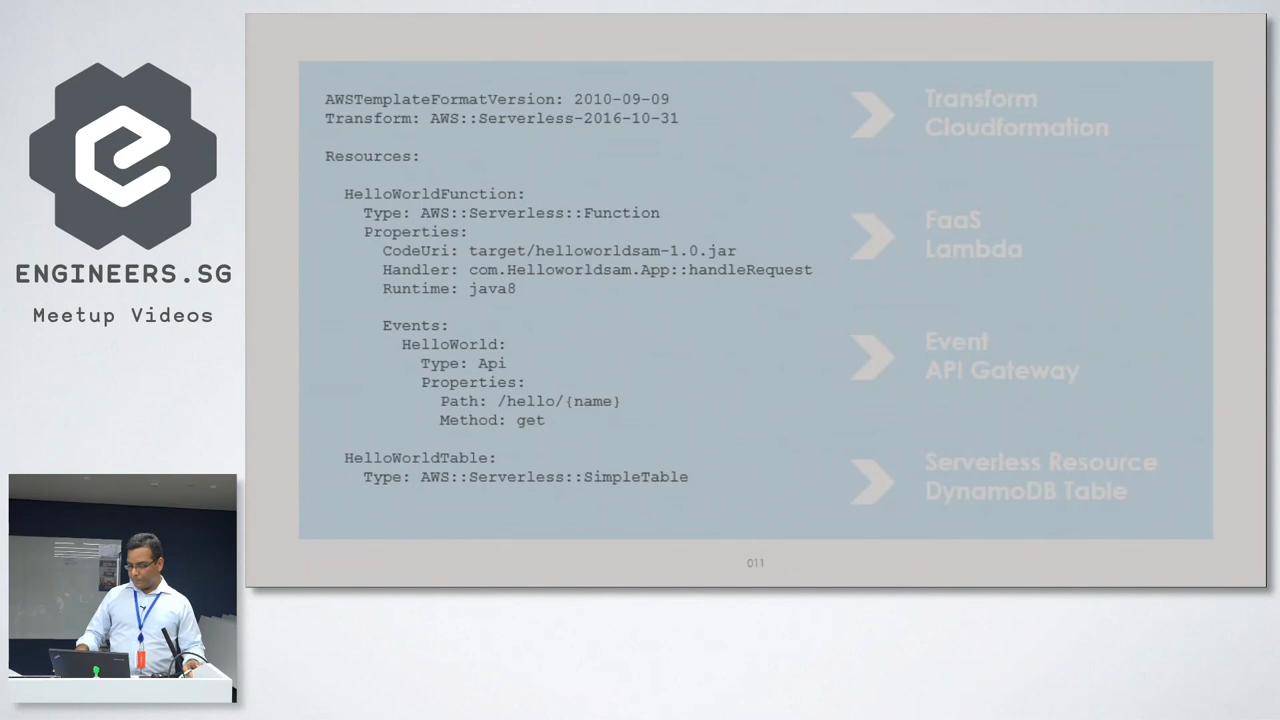 ENGINEERS.SG
Meetup Videos
AWSTemplateFormatVersion: 2010-09-09
Transform: AWS::Serverless-2016-10-31
Resources:
HelloWorldFunction:
Type: AWS::Serverless::Function
Properties:
CodeUri: target/helloworldsam-1.0.jar
Handler: com.Helloworldsam.App::handleRequest
Runtime: java8
Events:
HelloWorld:
Type: Api
Properties:
Path: /hello/{name}
Method: get
HelloWorldTable:
Type: AWS::Serverless::SimpleTable
Transform
Cloudformation
FaaS
Lambda
Event
API Gateway
Serverless Resource
DynamoDB Table
011